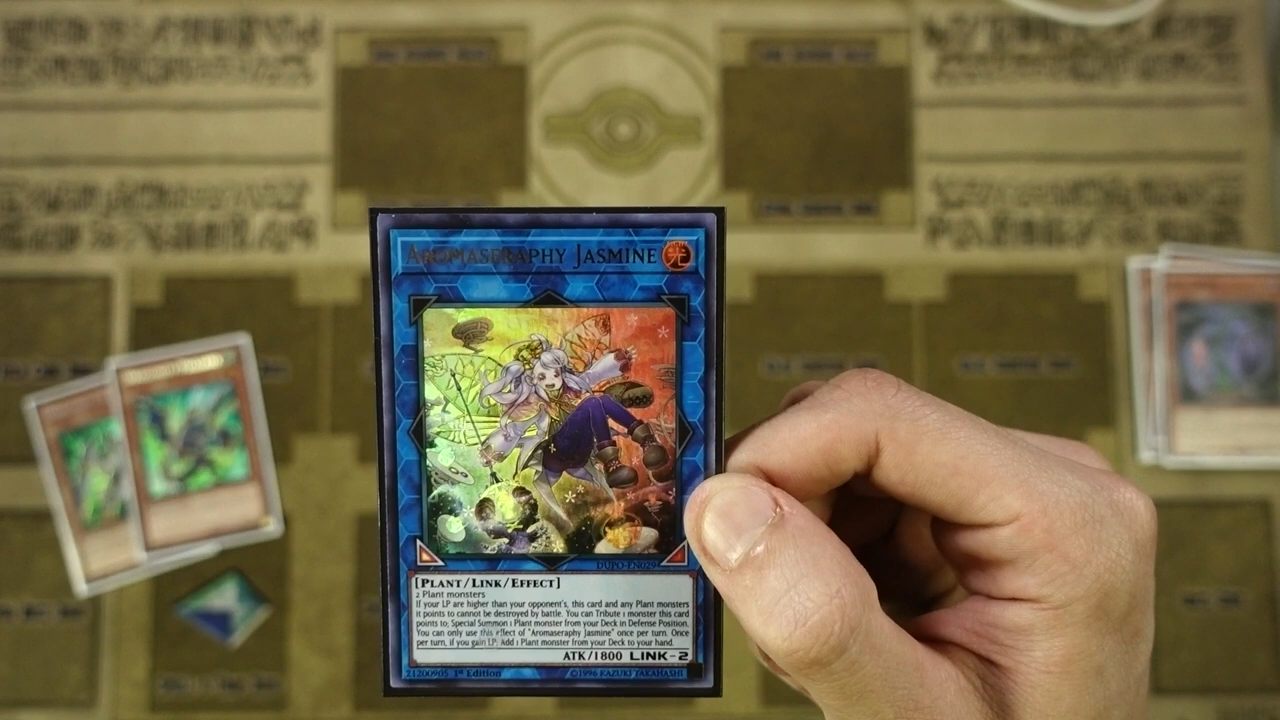 AROMASERAPHY JASMINE
光
DUPO-EN029
[PLANT/LINK/EFFECT]
2 Plant monsters
If your LP are higher than your opponent's, this card and any Plant monsters
it points to cannot be destroyed by battle. You can Tribute 1 monster this card
points to; Special Summon 1 Plant monster from your Deck in Defense Position.
You can only use this effect of "Aromaseraphy Jasmine" once per turn. Once
per turn, if you gain LP: Add 1 Plant monster from your Deck to your hand.
ATK/1800 LINK-2
21200905 1st Edition ©1996 KAZUKI TAKAHASHI